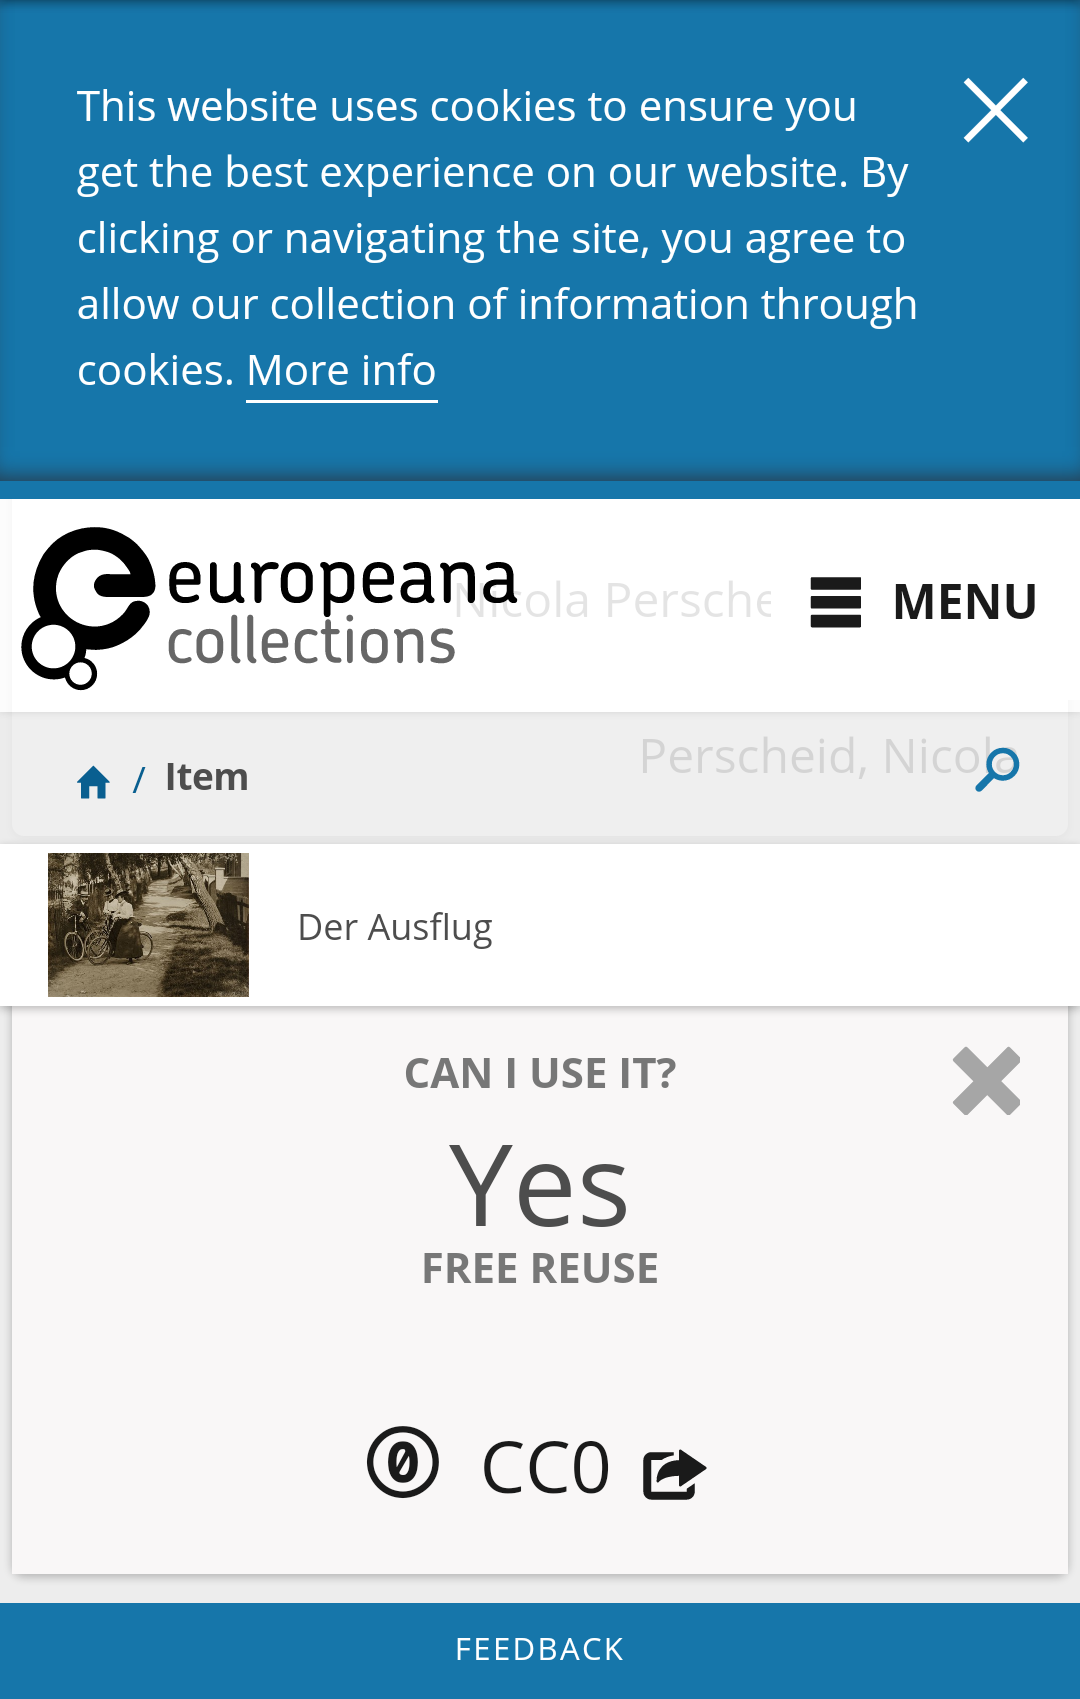 This website uses cookies to ensure you
get the best experience on our website. By
clicking or navigating the site, you agree to
allow our collection of information through
cookies. More info
europeana
collections
Nicola Persche
MENU
Perscheid, Nicola
/ Item
Der Ausflug
CAN I USE IT?
Yes
FREE REUSE
0 CC0
FEEDBACK